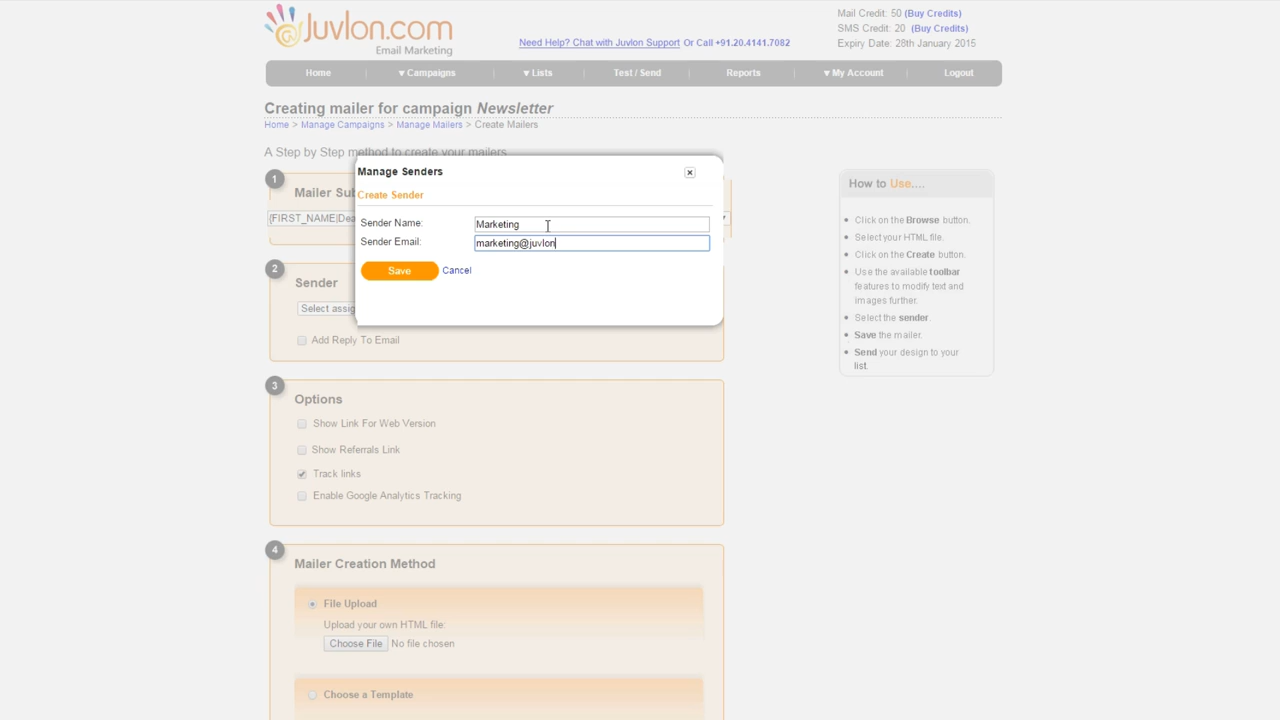 Juvlon.com
Email Marketing
Need Help? Chat with Juvlon Support Or Call +91.20.4141.7082
Mail Credit: 50 (Buy Credits)
SMS Credit: 20 (Buy Credits)
Expiry Date: 28th January 2015
Home ▼ Campaigns ▼ Lists Test / Send Reports ▼ My Account Logout
Creating mailer for campaign Newsletter
Home > Manage Campaigns > Manage Mailers > Create Mailers
A Step by Step method to create your mailers
1
Mailer Sub
{FIRST_NAME|Dea
Manage Senders
Create Sender
Sender Name: Marketing
Sender Email: marketing@juvlon
Save Cancel
2
Sender
Select assig
Add Reply To Email
3
Options
Show Link For Web Version
Show Referrals Link
Track links
Enable Google Analytics Tracking
4
Mailer Creation Method
File Upload
Upload your own HTML file:
Choose File No file chosen
Choose a Template
How to Use....
Click on the Browse button.
Select your HTML file.
Click on the Create button.
Use the available toolbar
features to modify text and
images further.
Select the sender.
Save the mailer.
Send your design to your
list.